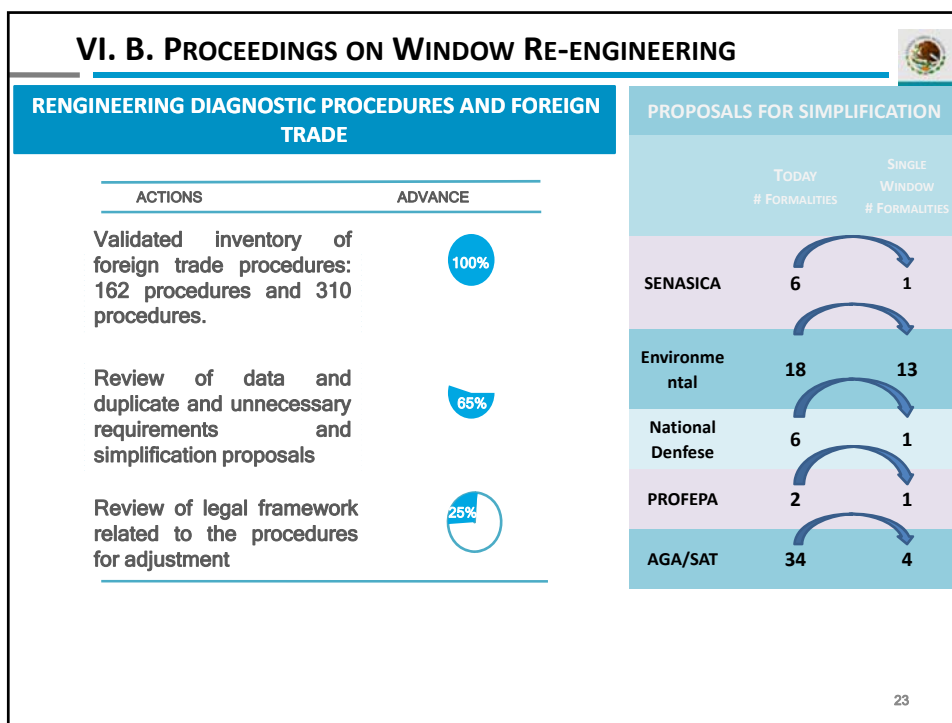 VI. B. PROCEEDINGS ON WINDOW RE-ENGINEERING
RENGINEERING DIAGNOSTIC PROCEDURES AND FOREIGN
TRADE
ACTIONS ADVANCE
Validated inventory of
foreign trade procedures:
162 procedures and 310
procedures.
100%
Review of data and
duplicate and unnecessary
requirements and
simplification proposals
65%
Review of legal framework
related to the procedures
for adjustment
25%
PROPOSALS FOR SIMPLIFICATION
TODAY
# FORMALITIES
SINGLE
WINDOW
# FORMALITIES
SENASICA 6 1
Environme
ntal 18 13
National
Denfese 6 1
PROFEPA 2 1
AGA/SAT 34 4
23